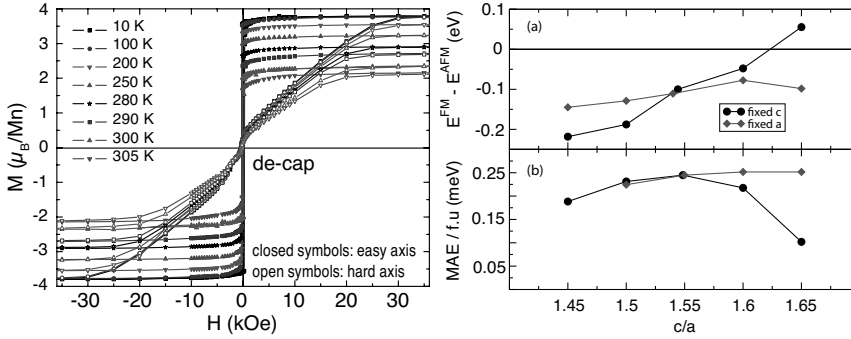 4
3
2
1
0
-1
-2
-3
-4
M (μB/Mn)
10 K
100 K
200 K
250 K
280 K
290 K
300 K
305 K
de-cap
closed symbols: easy axis
open symbols: hard axis
-30 -20 -10 0 10 20 30
H (kOe)
(a)
0.1
0
-0.1
-0.2
E^FM - E^AFM (eV)
fixed c
fixed a
(b)
0.25
0.15
0.05
MAE / f.u (meV)
1.45 1.5 1.55 1.6 1.65
c/a